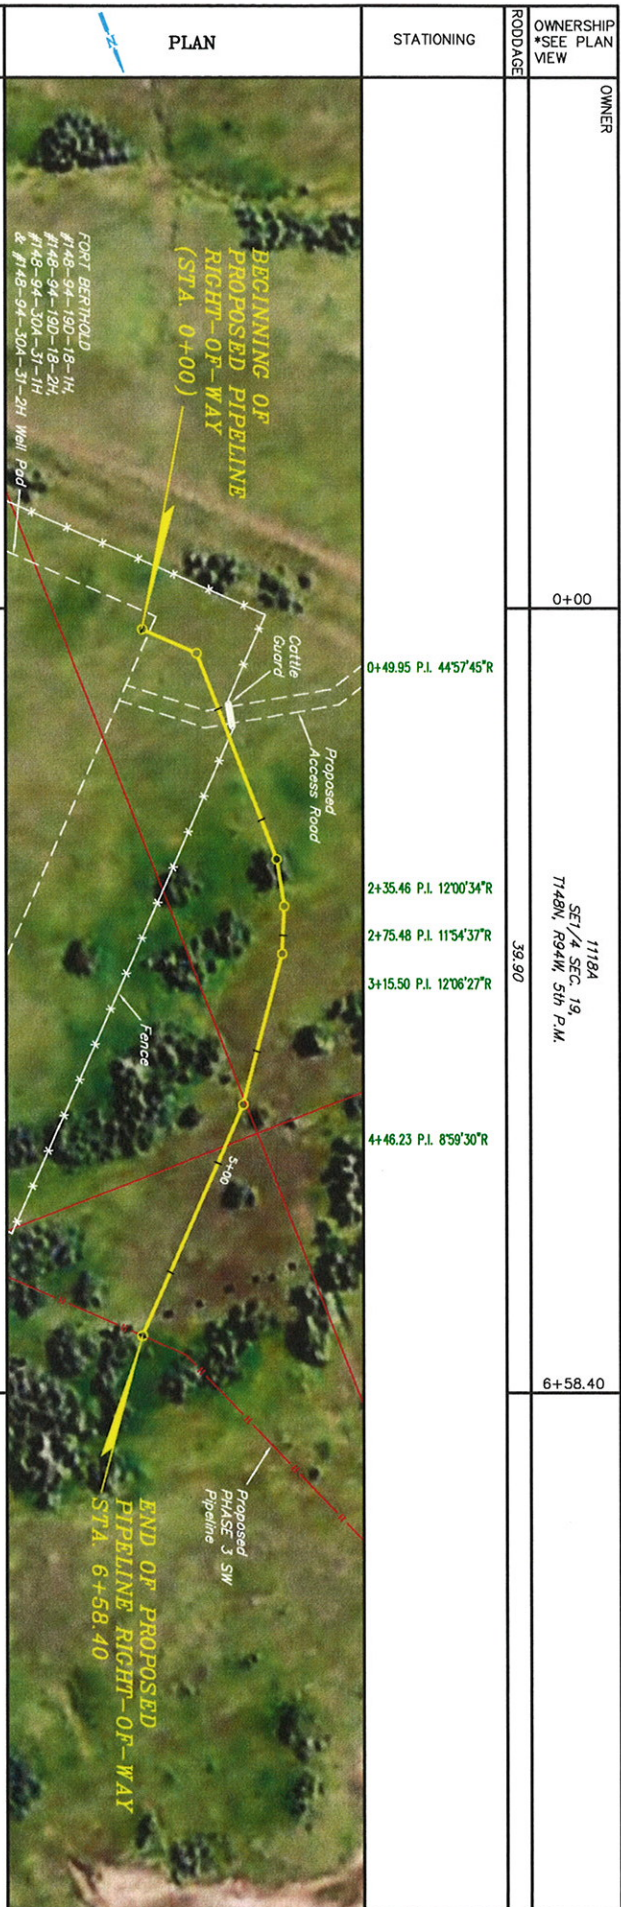 OWNERSHIP
*SEE PLAN
VIEW
RODDAGE
STATIONING
PLAN
N
OWNER
0+00
1118A
SE1/4 SEC. 19,
T148N, R94W, 5th P.M.
6+58.40
39.90
0+49.95 P.I. 44°57'45"R
2+35.46 P.I. 12°00'34"R
2+75.48 P.I. 11°54'37"R
3+15.50 P.I. 12°06'27"R
4+46.23 P.I. 8°59'30"R
BEGINNING OF
PROPOSED PIPELINE
RIGHT-OF-WAY
(STA. 0+00)
FORT BERTHOLD
#148-94-19D-18-1H,
#148-94-19D-18-2H,
#148-94-30A-31-1H
& #148-94-30A-31-2H Well Pad
Cattle
Guard
Proposed
Access Road
Fence
5+00
Proposed
PHASE 3 SW
Pipeline
END OF PROPOSED
PIPELINE RIGHT-OF-WAY
STA. 6+58.40